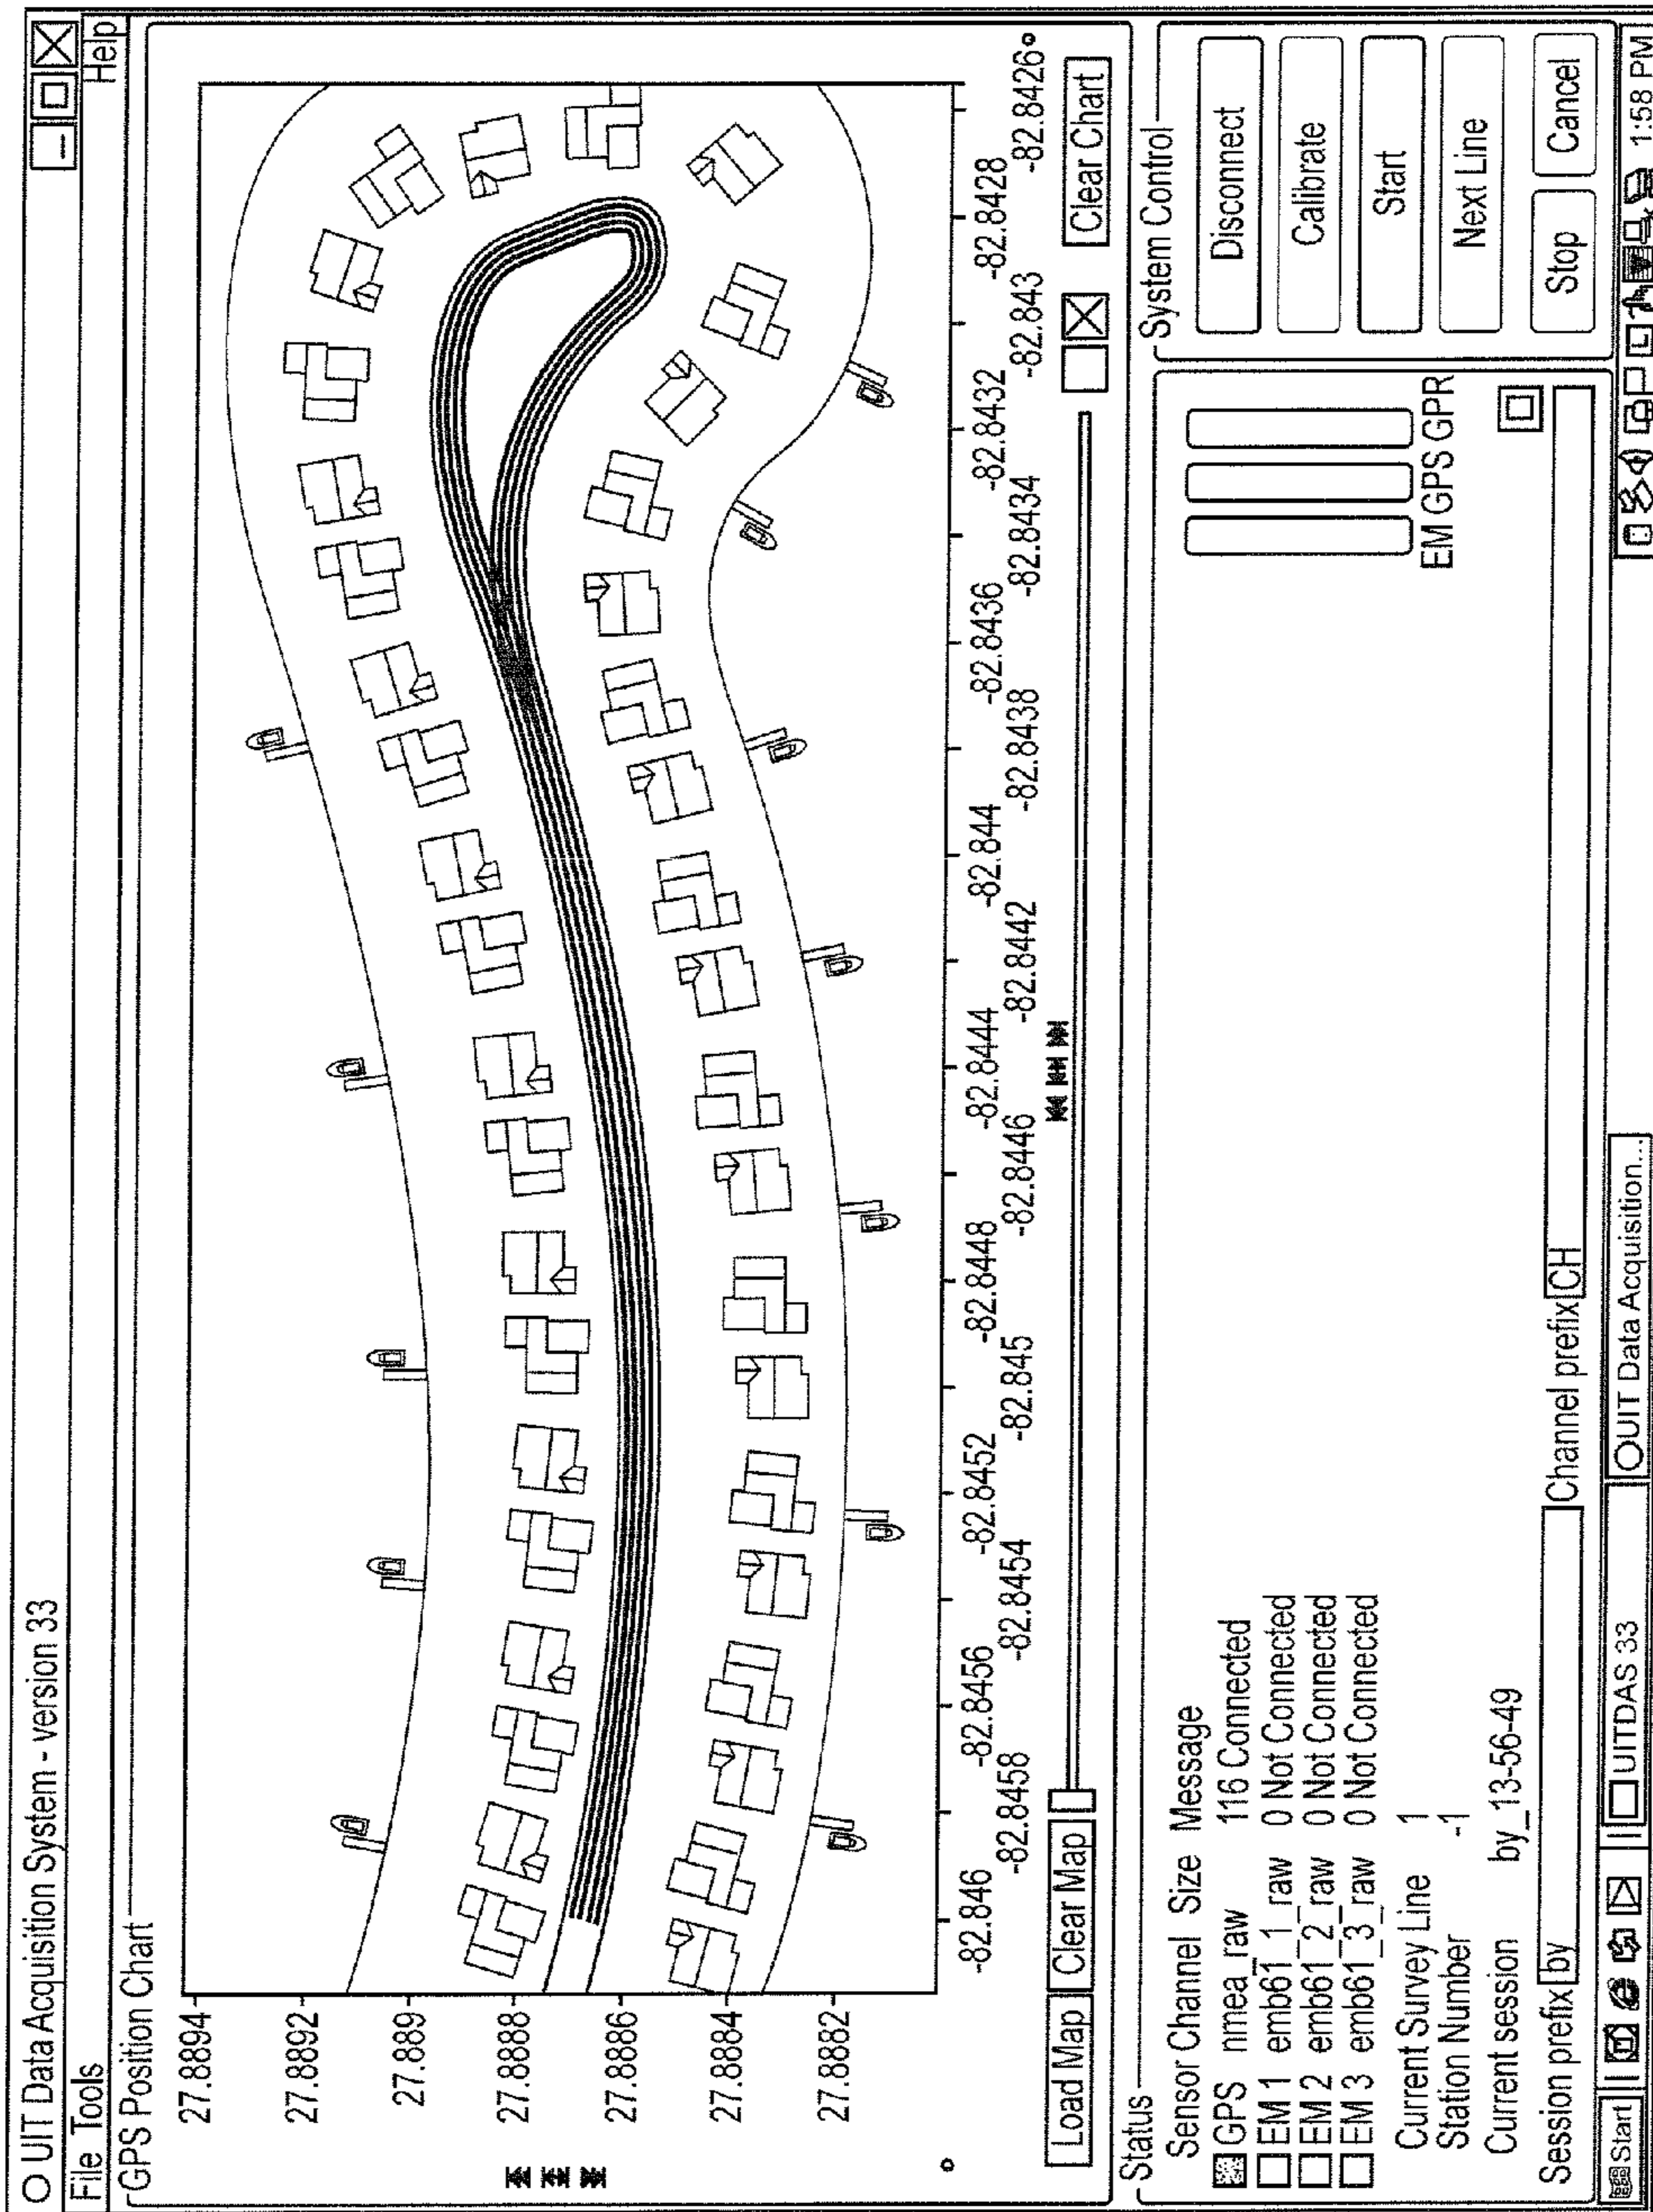 UIT Data Acquisition System - version 33
File Tools Help
GPS Position Chart
27.8894
27.8892
27.889
27.8888
27.8886
27.8884
27.8882
-82.846 -82.8456 -82.8452 -82.8448 -82.8444 -82.844 -82.8436 -82.8432 -82.8428
-82.8458 -82.8454 -82.845 -82.8446 -82.8442 -82.8438 -82.8434 -82.843 -82.8426
Load Map Clear Map Clear Chart
Status
Sensor Channel Size Message
GPS nmea_raw 116 Connected
EM 1 emb61_1_raw 0 Not Connected
EM 2 emb61_2_raw 0 Not Connected
EM 3 emb61_3_raw 0 Not Connected
Current Survey Line 1
Station Number -1
Current session by_13-56-49
Session prefix by Channel prefix CH
EM GPS GPR
System Control
Disconnect
Calibrate
Start
Next Line
Stop Cancel
Start UITDAS 33 UIT Data Acquisition... 1:58 PM